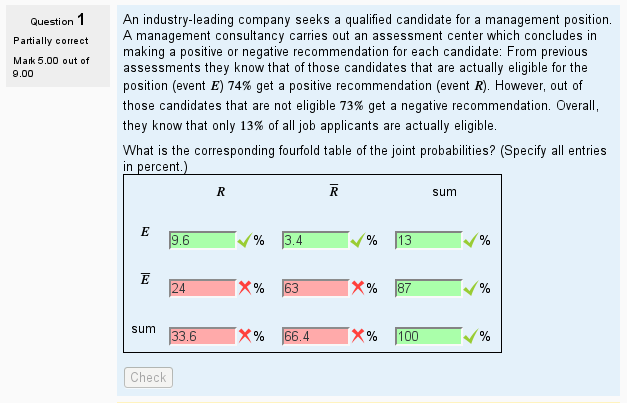 Question 1
Partially correct
Mark 5.00 out of
9.00
An industry-leading company seeks a qualified candidate for a management position.
A management consultancy carries out an assessment center which concludes in
making a positive or negative recommendation for each candidate: From previous
assessments they know that of those candidates that are actually eligible for the
position (event E) 74% get a positive recommendation (event R). However, out of
those candidates that are not eligible 73% get a negative recommendation. Overall,
they know that only 13% of all job applicants are actually eligible.
What is the corresponding fourfold table of the joint probabilities? (Specify all entries
in percent.)
R R̅ sum
E 9.6 % 3.4 % 13 %
E̅ 24 % 63 % 87 %
sum 33.6 % 66.4 % 100 %
Check